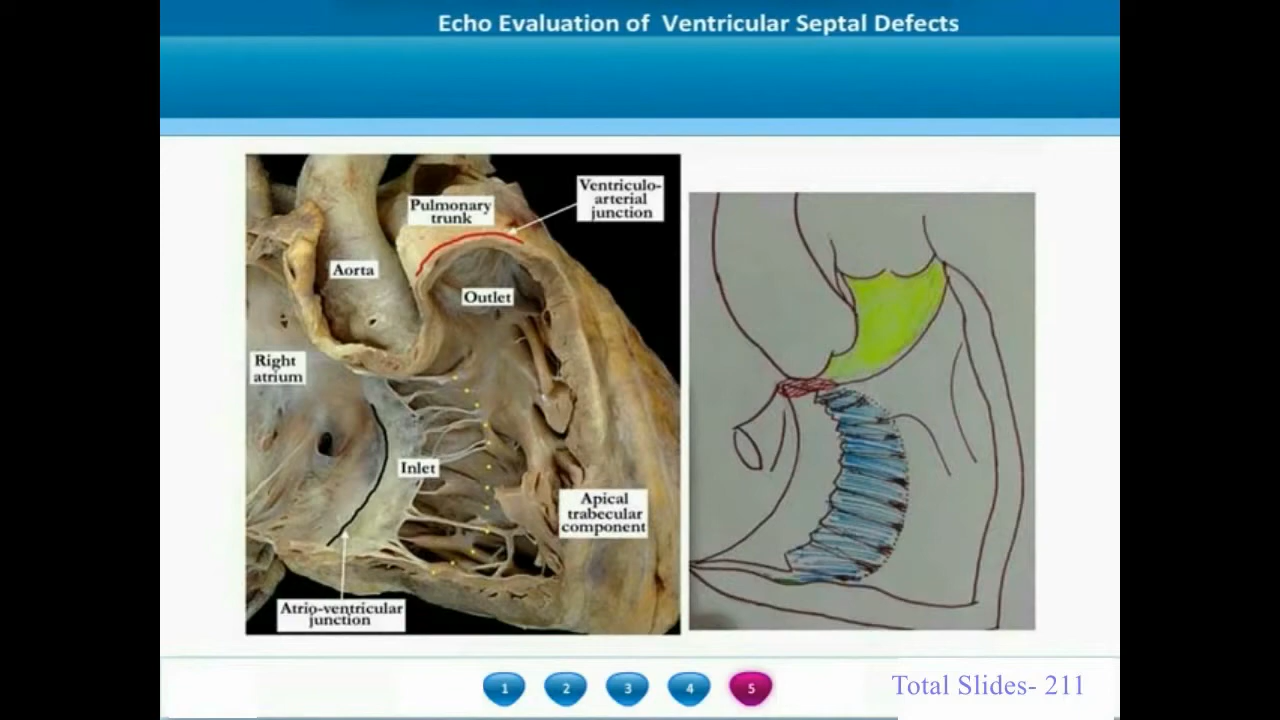 Echo Evaluation of Ventricular Septal Defects
Ventriculo-
arterial
junction
Pulmonary
trunk
Aorta
Outlet
Right
atrium
Inlet
Apical
trabecular
component
Atrio-ventricular
junction
1 2 3 4 5
Total Slides- 211